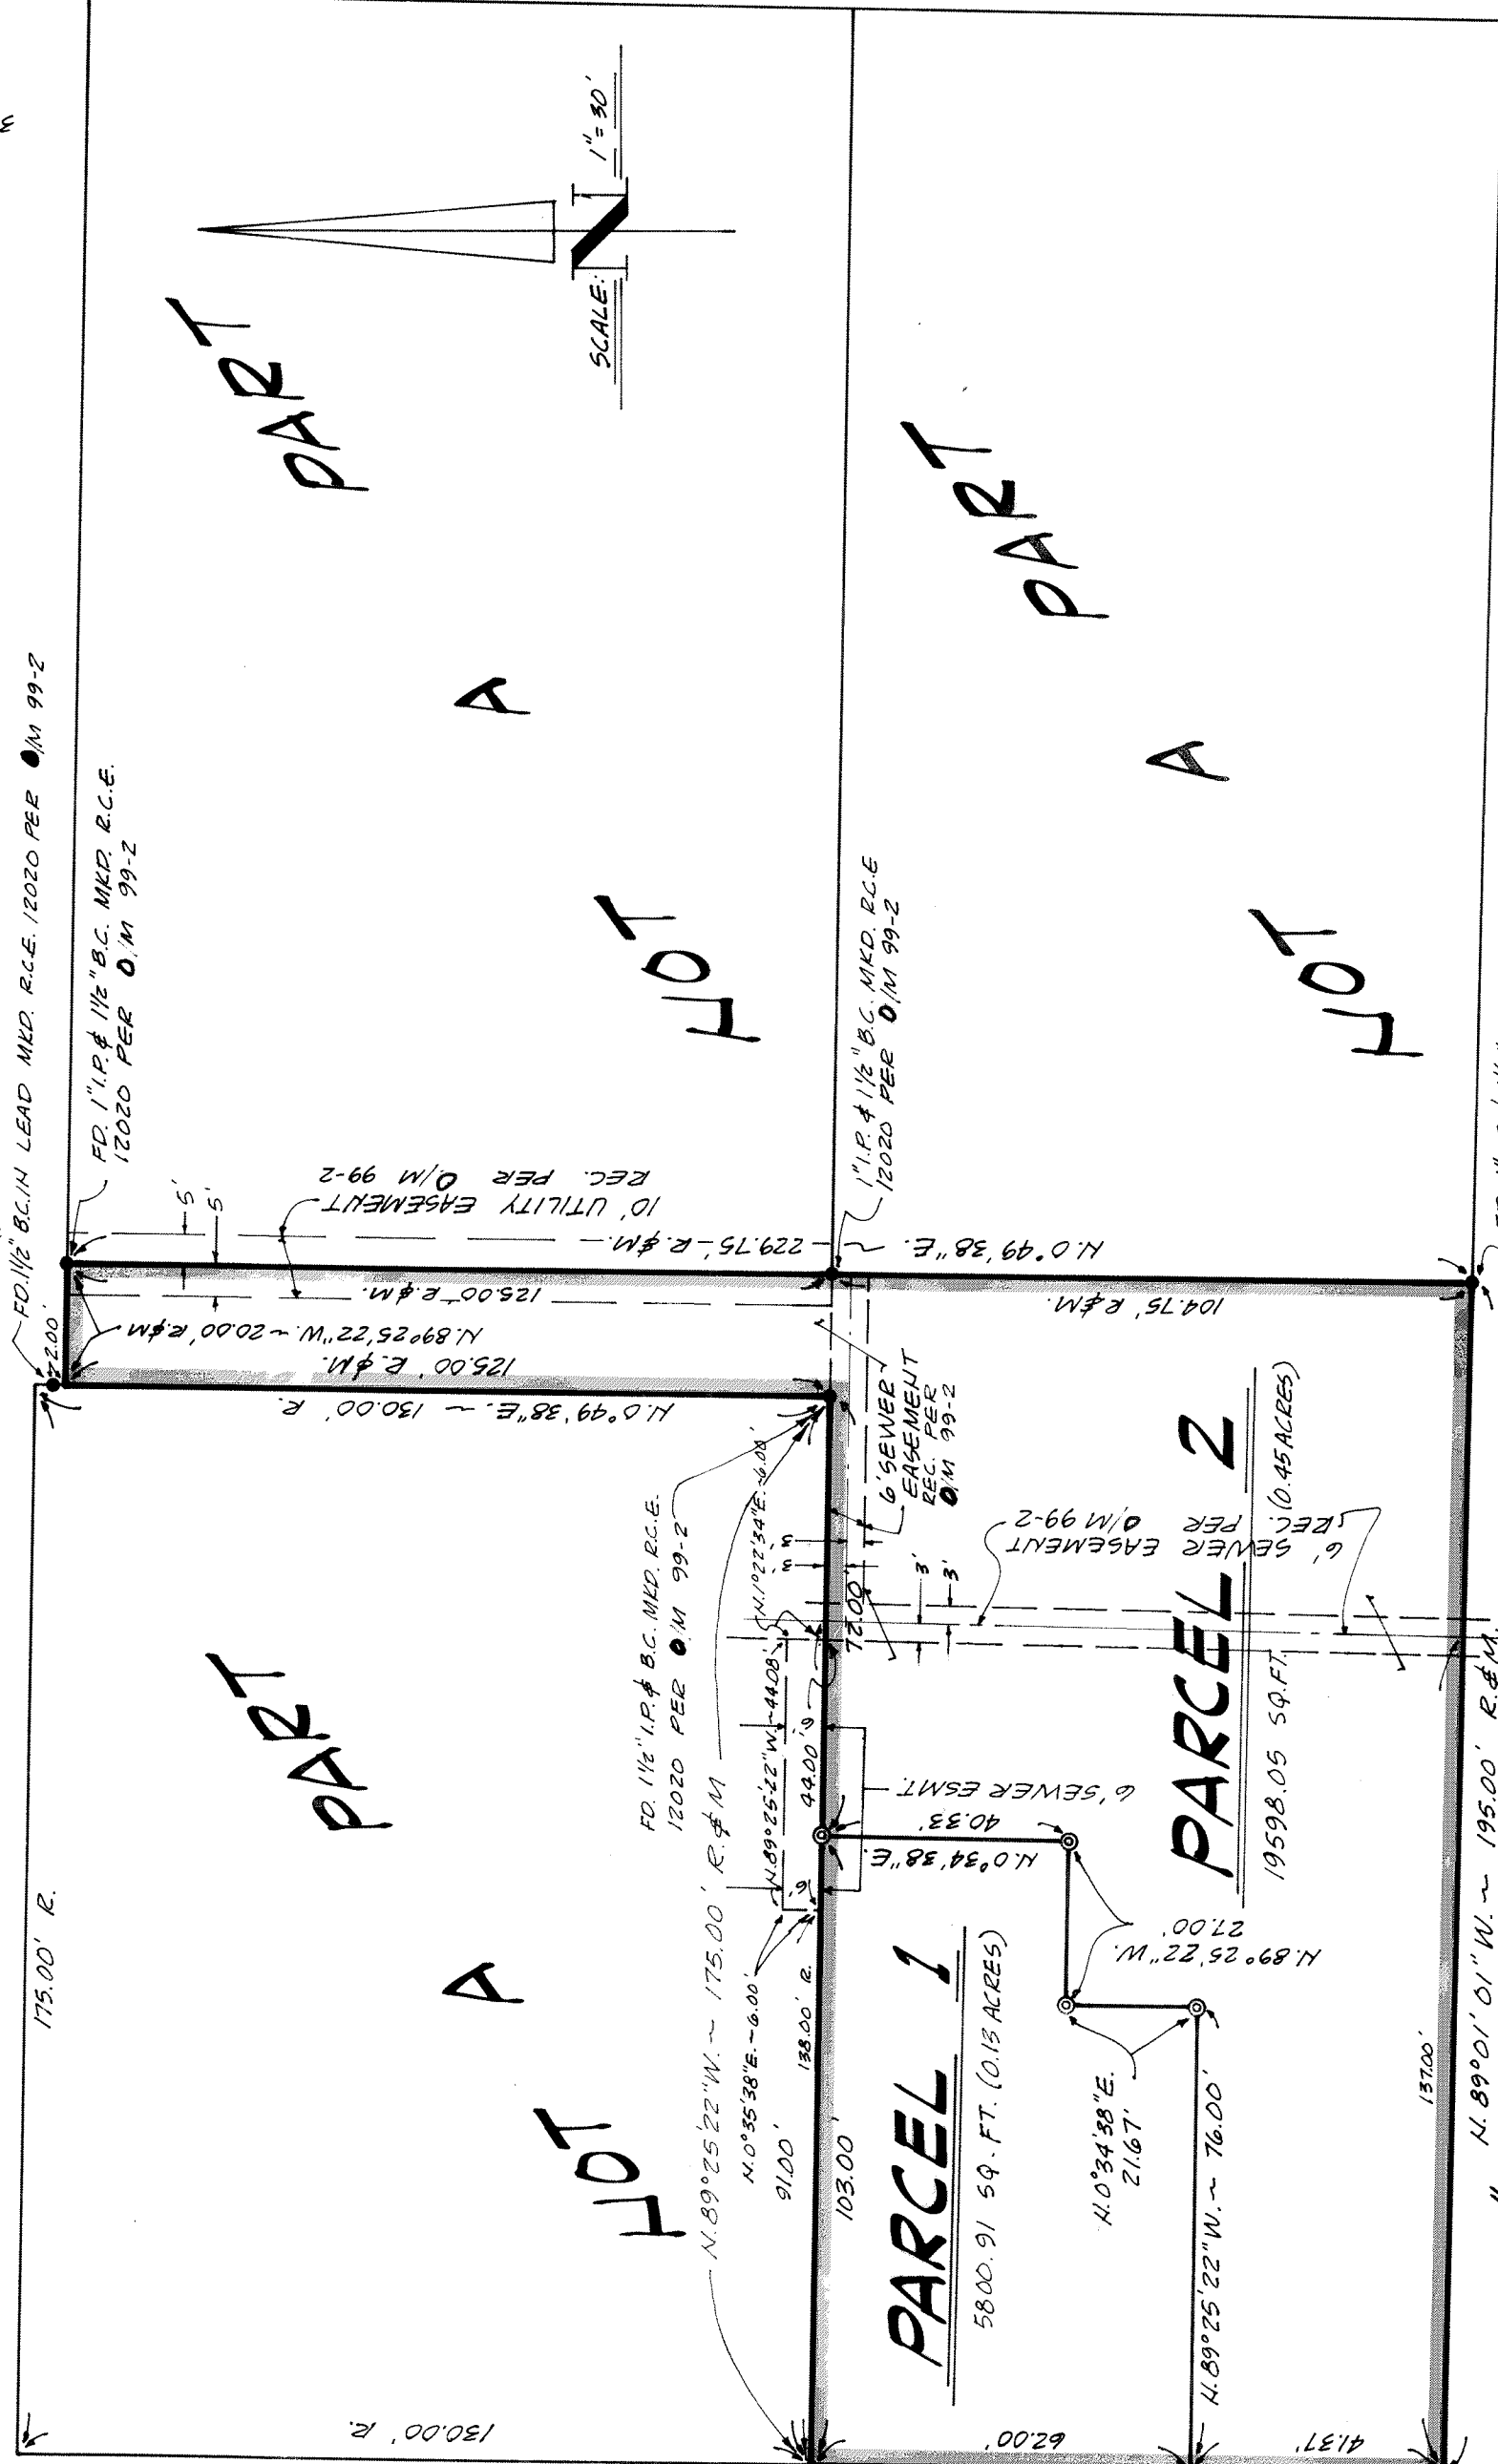 FD. 1½" B.C. IN LEAD MKD. R.C.E. 12020 PER O/M 99-2
2.00'
FD. 1" I.P. & 1½" B.C. MKD. R.C.E.
12020 PER O/M 99-2
175.00' R.
130.00' R.
LOT A PART
LOT A PART
LOT A PART
SCALE: 1" = 30'
N
5'
5'
10' UTILITY EASEMENT
REC. PER O/M 99-2
N.0°49'38"E. ~ 229.75' R.&M.
125.00' R.&M.
N.89°25'22"W. ~ 20.00' R.&M
125.00' R.&M.
N.0°49'38"E. ~ 130.00' R.
104.75' R.&M.
1" I.P. & 1½" B.C. MKD. R.C.E
12020 PER O/M 99-2
FD. 1½" I.P. & B.C. MKD. R.C.E.
12020 PER O/M 99-2
N.89°25'22"W. ~ 175.00' R.&M
N.0°35'38"E. ~ 6.00'
N.89°25'22"W. ~ 44.08'
N.1°22'34"E. ~ 6.00'
91.00'
138.00' R.
6'
44.00'
6'
72.00'
3'
3'
3'
3'
103.00'
6' SEWER
EASEMENT
REC. PER
O/M 99-2
6' SEWER EASEMENT
REC. PER O/M 99-2
6' SEWER ESMT.
N.0°34'38"E.
40.33'
N.89°25'22"W.
27.00'
N.0°34'38"E.
21.67'
N.89°25'22"W. ~ 76.00'
PARCEL 1
5800.91 SQ. FT. (0.13 ACRES)
PARCEL 2
19598.05 SQ. FT. (0.45 ACRES)
62.00'
41.37'
137.00'
N.89°01'01"W. ~ 195.00' R.&M.